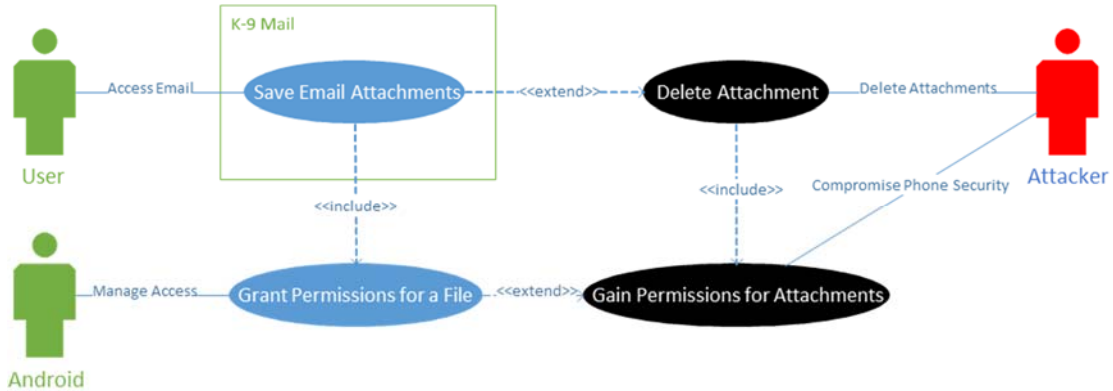 K-9 Mail
Access Email
Save Email Attachments
<<extend>>
Delete Attachment
Delete Attachments
User
Attacker
<<include>>
<<include>>
Compromise Phone Security
Manage Access
Grant Permissions for a File
<<extend>>
Gain Permissions for Attachments
Android